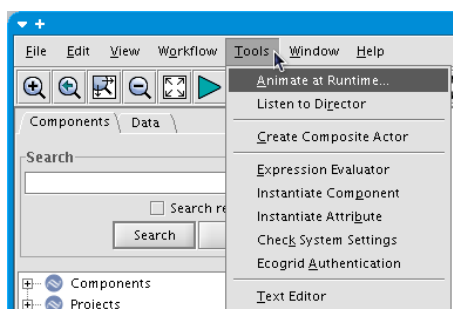 File Edit View Workflow Tools Window Help
Animate at Runtime...
Listen to Director
Components Data
Create Composite Actor
Search
Expression Evaluator
Instantiate Component
Search re
Instantiate Attribute
Search
Check System Settings
Ecogrid Authentication
Components
Text Editor
Projects